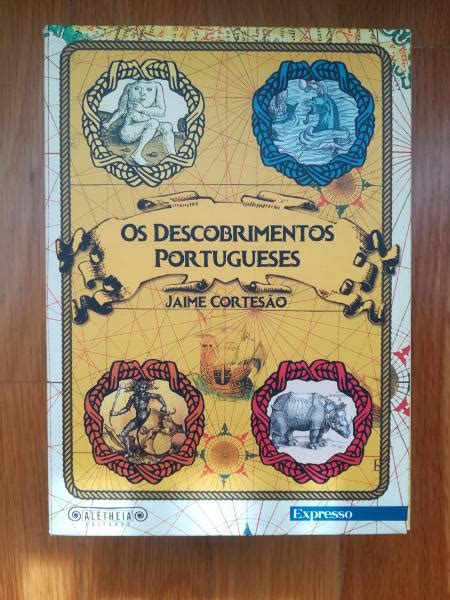 OS DESCOBRIMENTOS
PORTUGUESES
JAIME CORTESÃO
ALETHEIA
EDITORES
Expresso